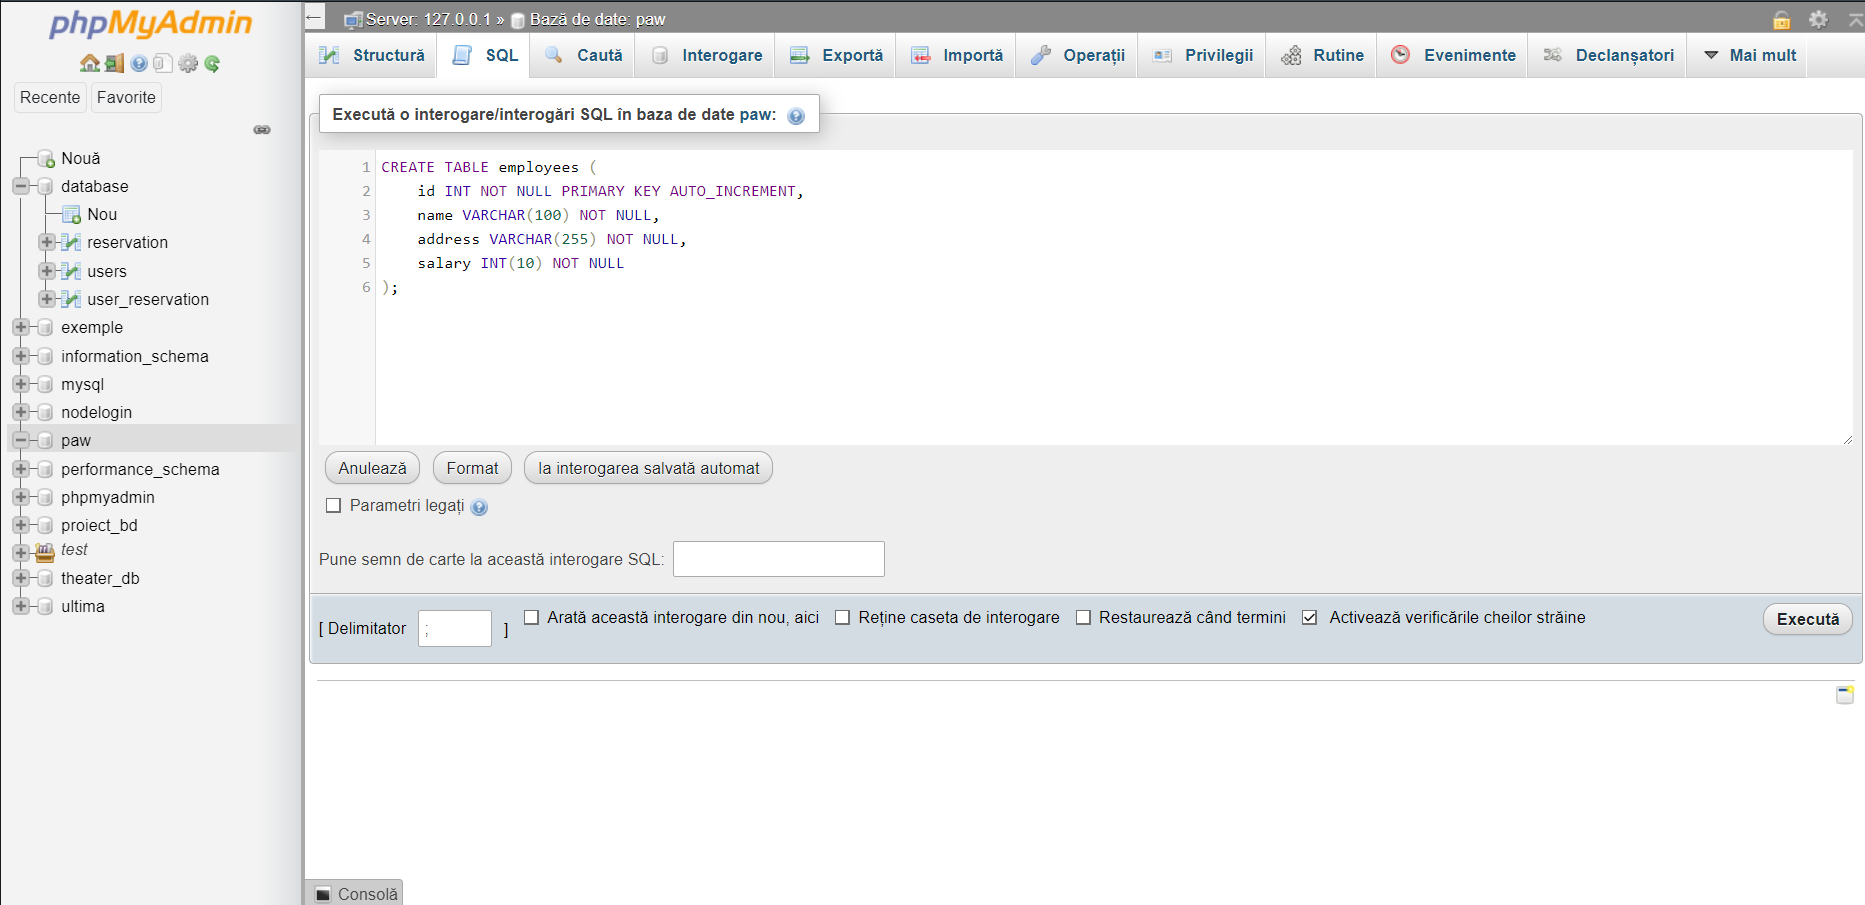 phpMyAdmin
Recente Favorite
Nouă
database
Nou
reservation
users
user_reservation
exemple
information_schema
mysql
nodelogin
paw
performance_schema
phpmyadmin
proiect_bd
test
theater_db
ultima
Server: 127.0.0.1 » Bază de date: paw
Structură SQL Caută Interogare Exportă Importă Operații Privilegii Rutine Evenimente Declanșatori Mai mult
Execută o interogare/interogări SQL în baza de date paw:
1 CREATE TABLE employees (
2 id INT NOT NULL PRIMARY KEY AUTO_INCREMENT,
3 name VARCHAR(100) NOT NULL,
4 address VARCHAR(255) NOT NULL,
5 salary INT(10) NOT NULL
6 );
Anulează Format Ia interogarea salvată automat
Parametri legați
Pune semn de carte la această interogare SQL:
[ Delimitator ; ] Arată această interogare din nou, aici Reține caseta de interogare Restaurează când termini Activează verificările cheilor străine Execută
Consolă